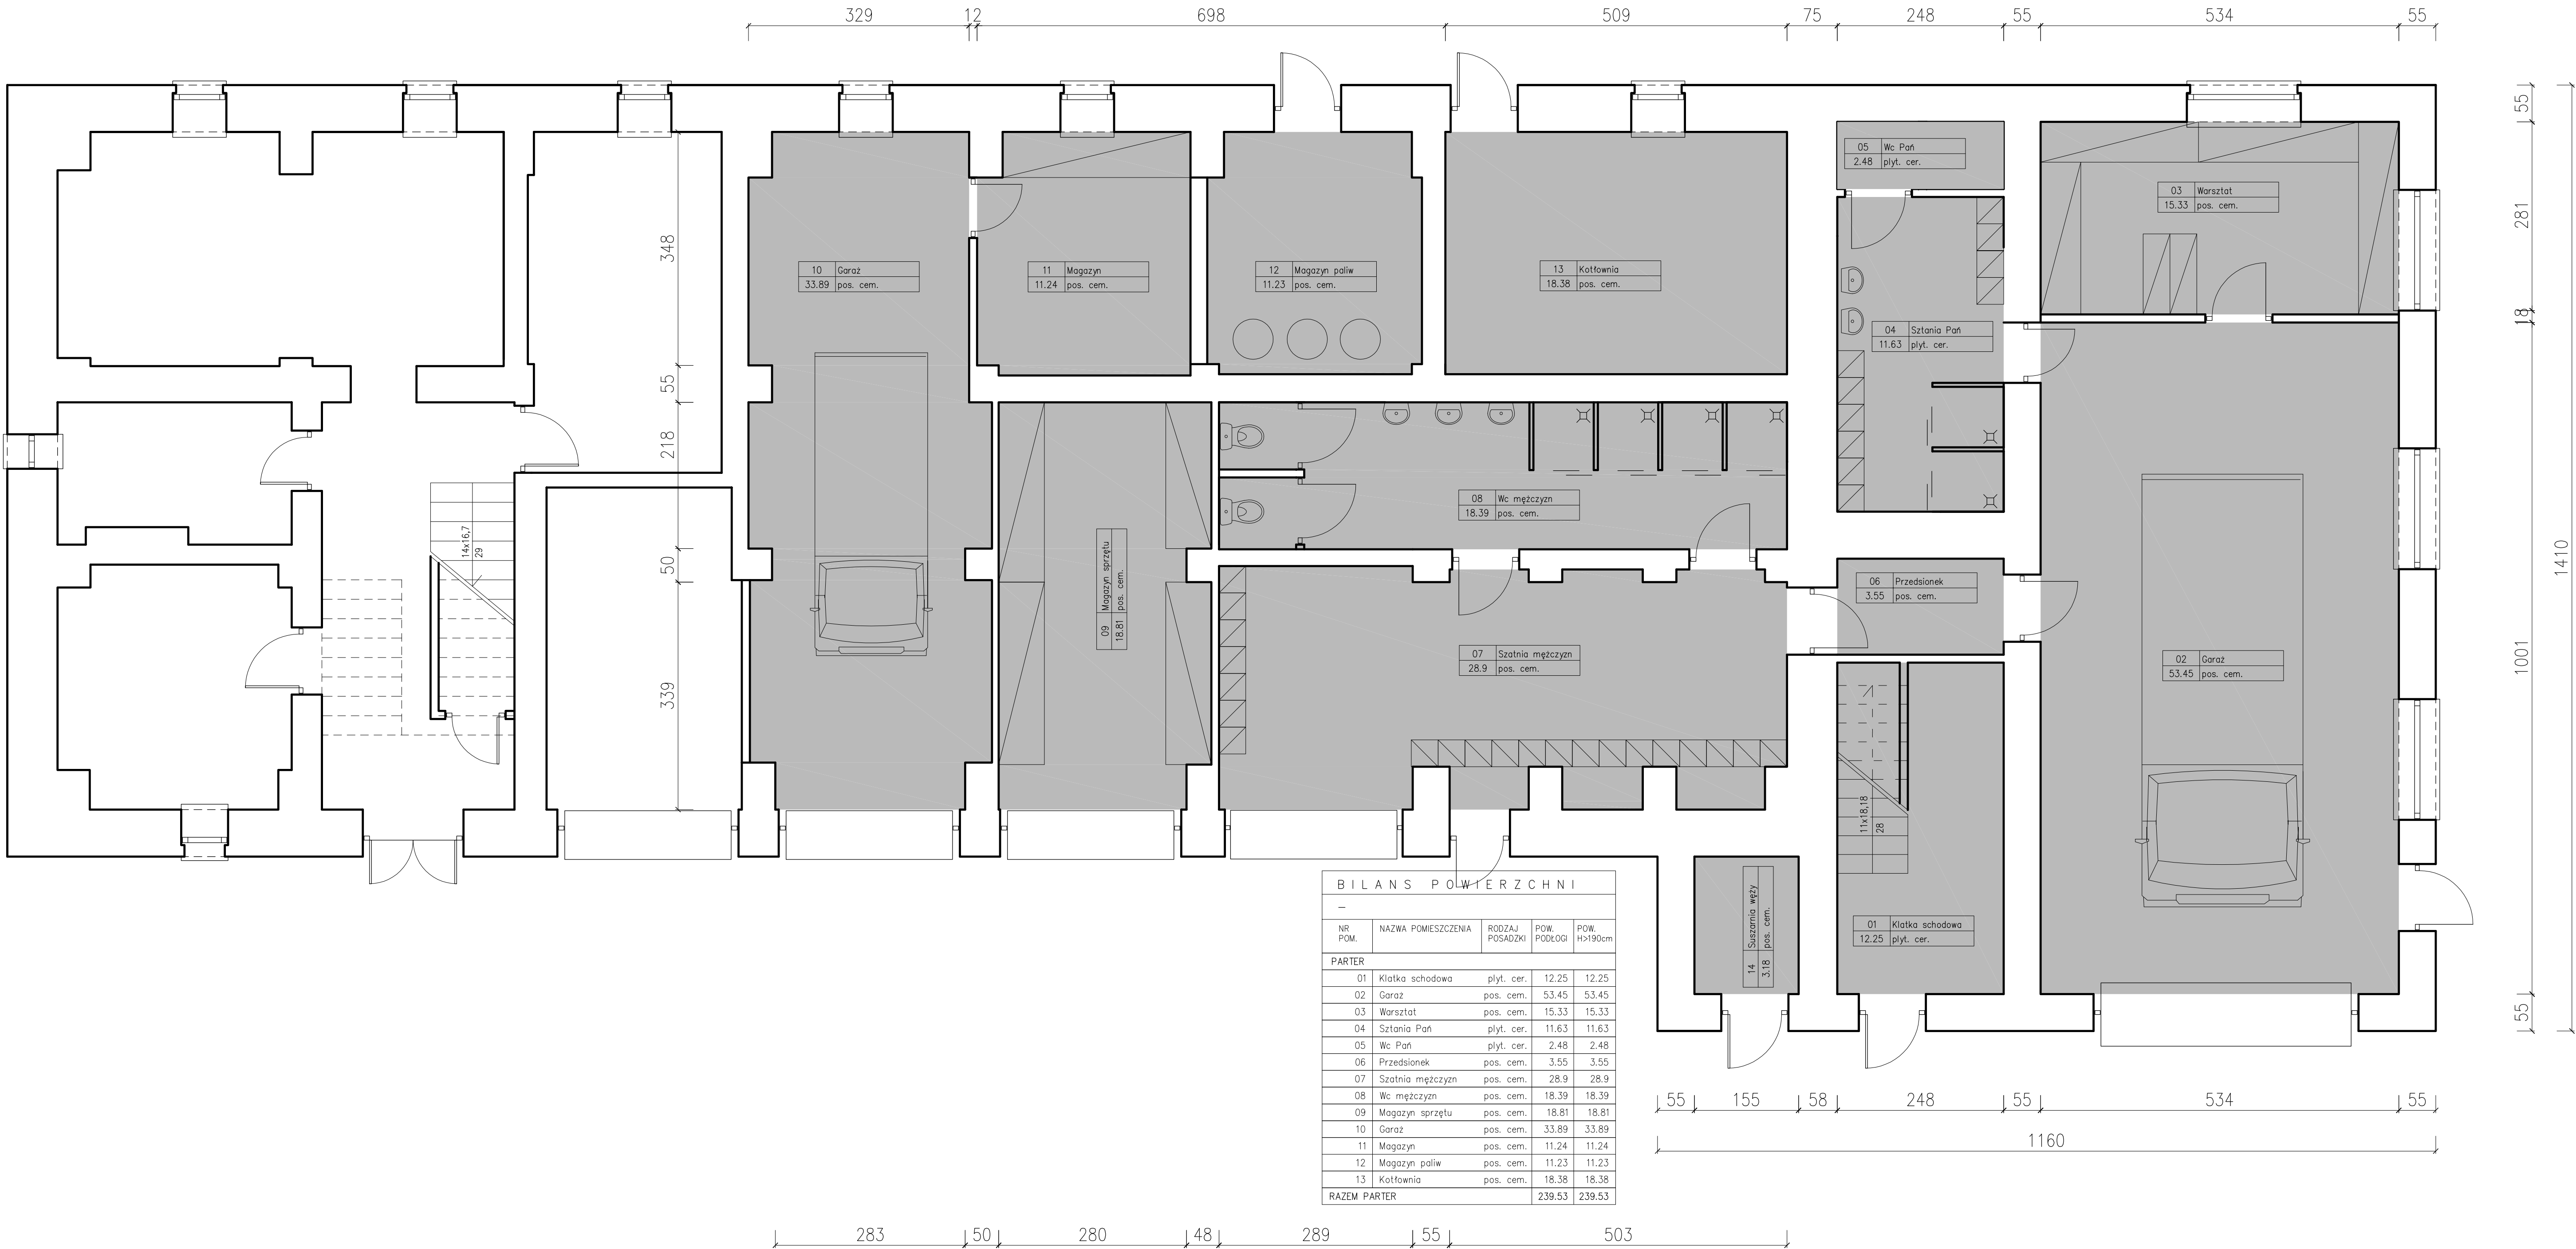 329 12 698 509 75 248 55 534 55
55
281
18
1001
55
1410
348
55
218
50
339
05 Wc Pań
2.48 płyt. cer.
03 Warsztat
15.33 pos. cem.
10 Garaż
33.89 pos. cem.
11 Magazyn
11.24 pos. cem.
12 Magazyn paliw
11.23 pos. cem.
13 Kotłownia
18.38 pos. cem.
04 Sztania Pań
11.63 płyt. cer.
08 Wc mężczyzn
18.39 pos. cem.
09 Magazyn sprzętu
18.81 pos. cem.
14x16,7
29
06 Przedsionek
3.55 pos. cem.
07 Szatnia mężczyzn
28.9 pos. cem.
02 Garaż
53.45 pos. cem.
11x18,18
28
14 Suszarnia węży
3.18 pos. cem.
01 Klatka schodowa
12.25 płyt. cer.
BILANS POWIERZCHNI
–
NR POM. NAZWA POMIESZCZENIA RODZAJ POSADZKI POW. PODŁOGI POW. H>190cm
PARTER
01 Klatka schodowa płyt. cer. 12.25 12.25
02 Garaż pos. cem. 53.45 53.45
03 Warsztat pos. cem. 15.33 15.33
04 Sztania Pań płyt. cer. 11.63 11.63
05 Wc Pań płyt. cer. 2.48 2.48
06 Przedsionek pos. cem. 3.55 3.55
07 Szatnia mężczyzn pos. cem. 28.9 28.9
08 Wc mężczyzn pos. cem. 18.39 18.39
09 Magazyn sprzętu pos. cem. 18.81 18.81
10 Garaż pos. cem. 33.89 33.89
11 Magazyn pos. cem. 11.24 11.24
12 Magazyn paliw pos. cem. 11.23 11.23
13 Kotłownia pos. cem. 18.38 18.38
RAZEM PARTER 239.53 239.53
55 155 58 248 55 534 55
1160
283 50 280 48 289 55 503